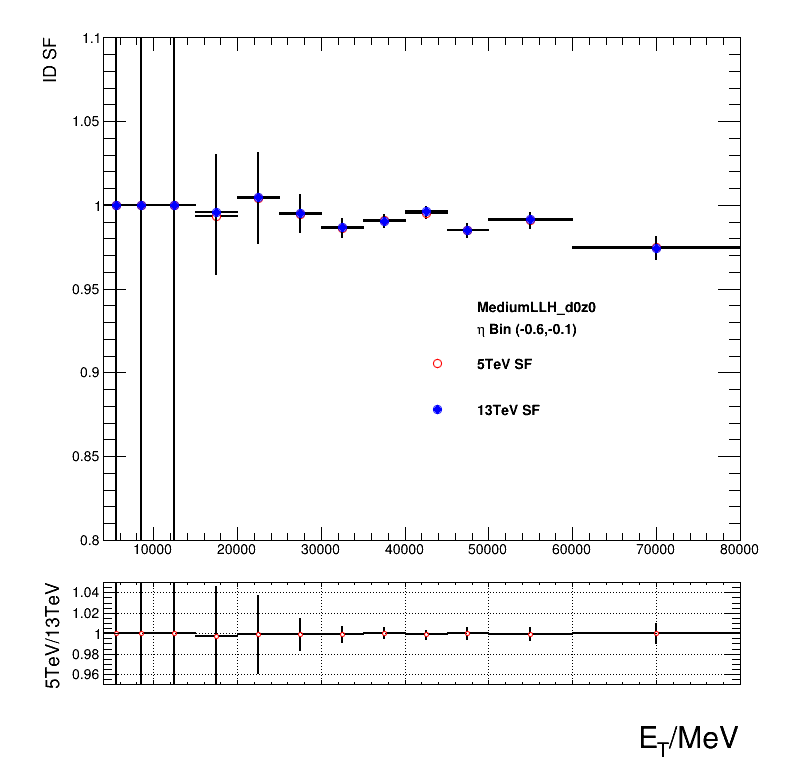 ID SF
1.1
1.05
1
0.95
0.9
0.85
0.8
MediumLLH_d0z0
η Bin (-0.6,-0.1)
5TeV SF
13TeV SF
10000 20000 30000 40000 50000 60000 70000 80000
5TeV/13TeV
1.04
1.02
1
0.98
0.96
E_T/MeV